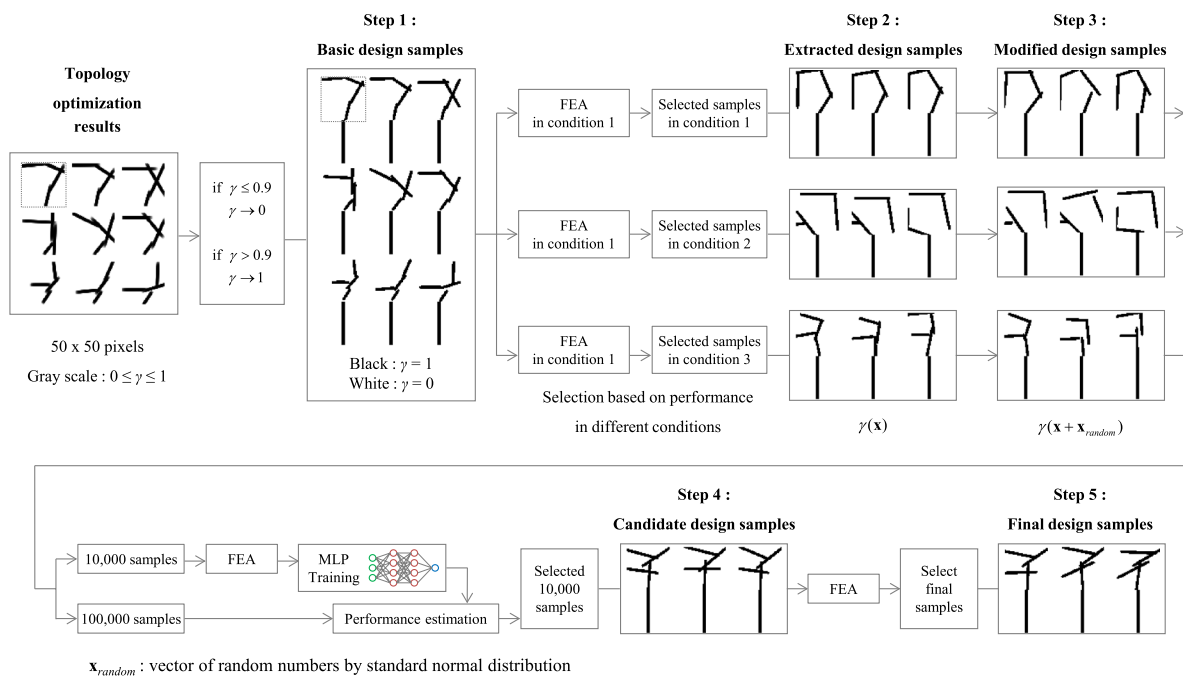 Topology
optimization
results
50 x 50 pixels
Gray scale : 0 ≤ γ ≤ 1
if γ ≤ 0.9
γ → 0
if γ > 0.9
γ → 1
Step 1 :
Basic design samples
Black : γ = 1
White : γ = 0
FEA
in condition 1
Selected samples
in condition 1
FEA
in condition 1
Selected samples
in condition 2
FEA
in condition 1
Selected samples
in condition 3
Selection based on performance
in different conditions
Step 2 :
Extracted design samples
γ(x)
Step 3 :
Modified design samples
γ(x + x_random)
10,000 samples
FEA
MLP
Training
100,000 samples
Performance estimation
Selected
10,000
samples
Step 4 :
Candidate design samples
FEA
Select
final
samples
Step 5 :
Final design samples
x_random : vector of random numbers by standard normal distribution